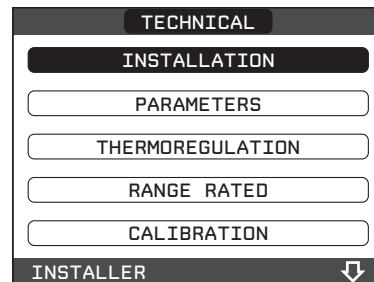 TECHNICAL
INSTALLATION
PARAMETERS
THERMOREGULATION
RANGE RATED
CALIBRATION
INSTALLER